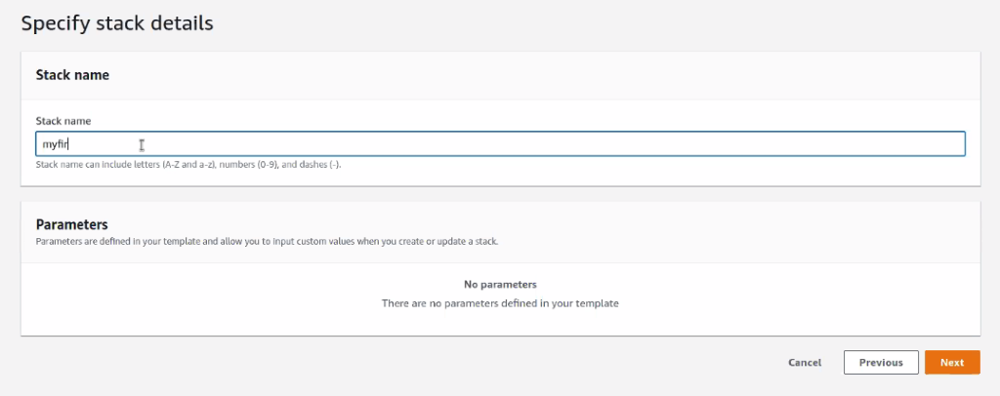 Specify stack details
Stack name
Stack name
myfir
Stack name can include letters (A-Z and a-z), numbers (0-9), and dashes (-).
Parameters
Parameters are defined in your template and allow you to input custom values when you create or update a stack.
No parameters
There are no parameters defined in your template
Cancel Previous Next